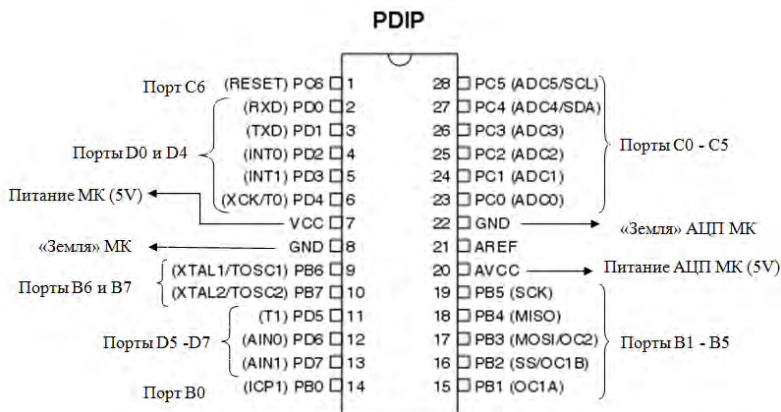 PDIP
Порт C6 (RESET) PC6 1 28 PC5 (ADC5/SCL)
(RXD) PD0 2 27 PC4 (ADC4/SDA)
(TXD) PD1 3 26 PC3 (ADC3)
Порты D0 и D4 (INT0) PD2 4 25 PC2 (ADC2) Порты C0 - C5
(INT1) PD3 5 24 PC1 (ADC1)
(XCK/T0) PD4 6 23 PC0 (ADC0)
Питание МК (5V) VCC 7 22 GND «Земля» АЦП МК
«Земля» МК GND 8 21 AREF
(XTAL1/TOSC1) PB6 9 20 AVCC Питание АЦП МК (5V)
Порты B6 и B7 (XTAL2/TOSC2) PB7 10 19 PB5 (SCK)
(T1) PD5 11 18 PB4 (MISO)
Порты D5 -D7 (AIN0) PD6 12 17 PB3 (MOSI/OC2) Порты B1 - B5
(AIN1) PD7 13 16 PB2 (SS/OC1B)
Порт B0 (ICP1) PB0 14 15 PB1 (OC1A)